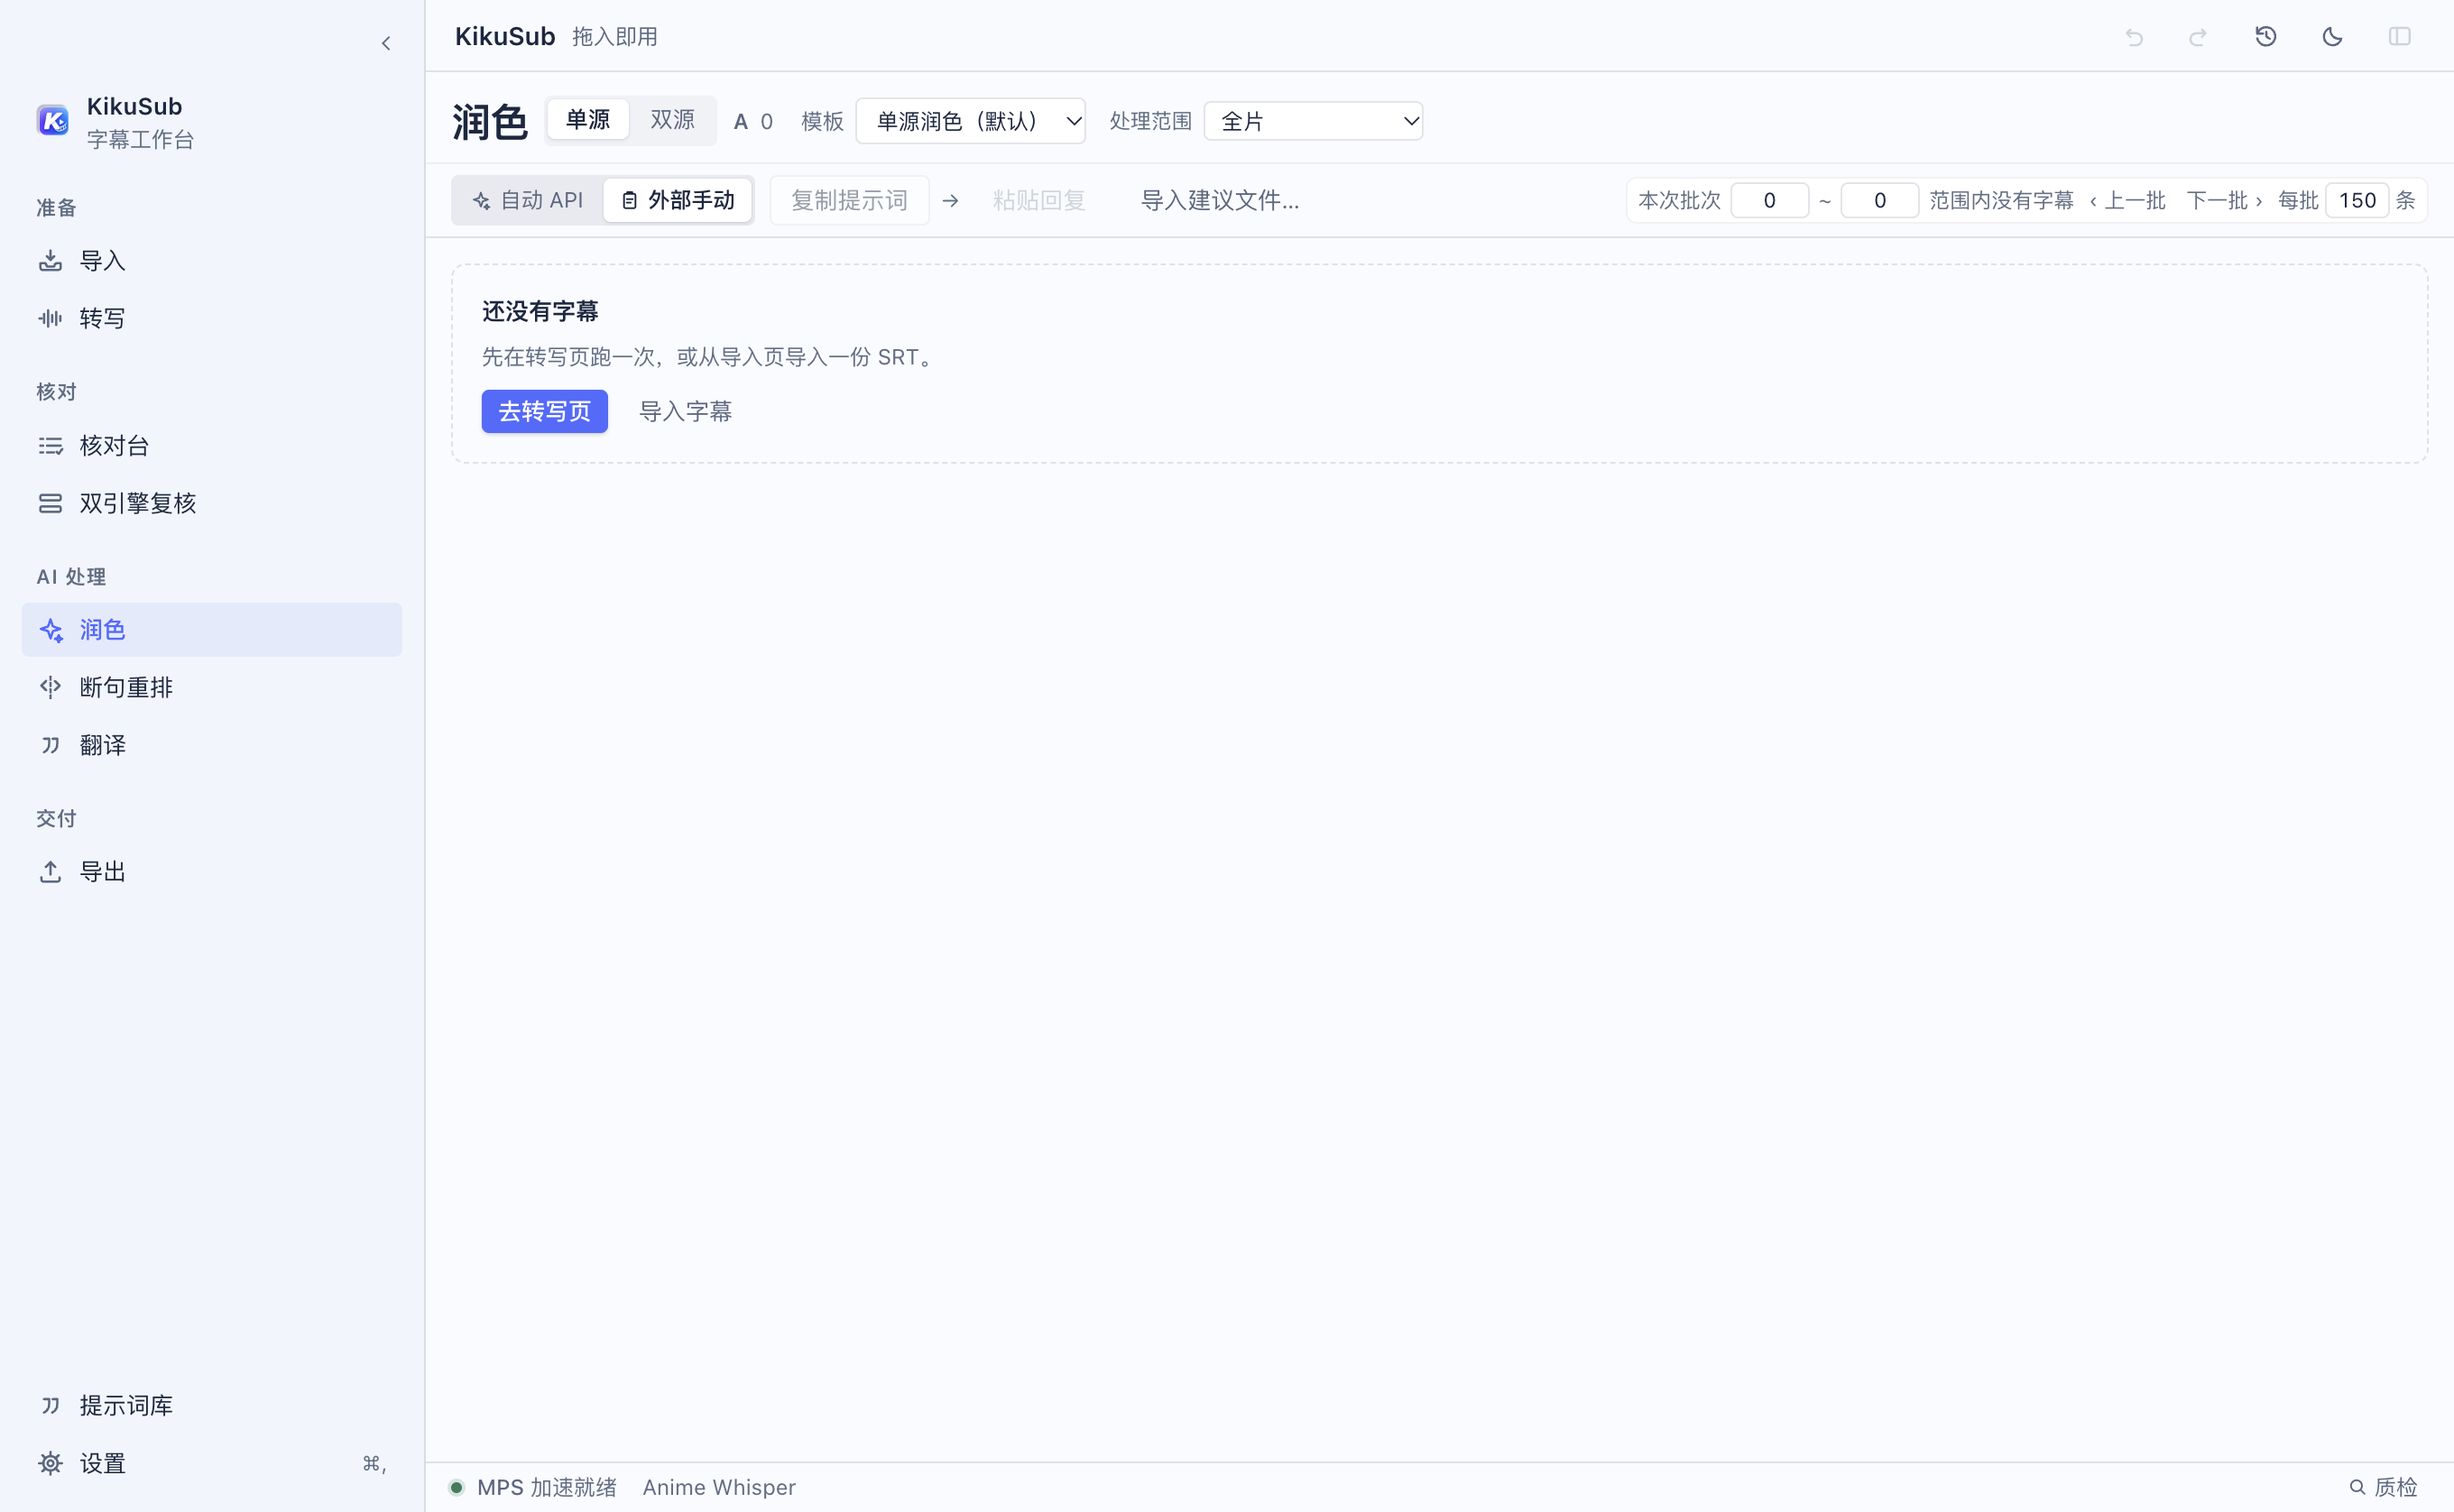 KikuSub
字幕工作台
准备
导入
转写
核对
核对台
双引擎复核
AI 处理
润色
断句重排
翻译
交付
导出
提示词库
设置 ⌘,
KikuSub 拖入即用
润色 单源 双源 A 0 模板 单源润色（默认） 处理范围 全片
自动 API 外部手动 复制提示词 → 粘贴回复 导入建议文件... 本次批次 0 ~ 0 范围内没有字幕 ‹ 上一批 下一批 › 每批 150 条
还没有字幕
先在转写页跑一次，或从导入页导入一份 SRT。
去转写页 导入字幕
MPS 加速就绪 Anime Whisper 质检